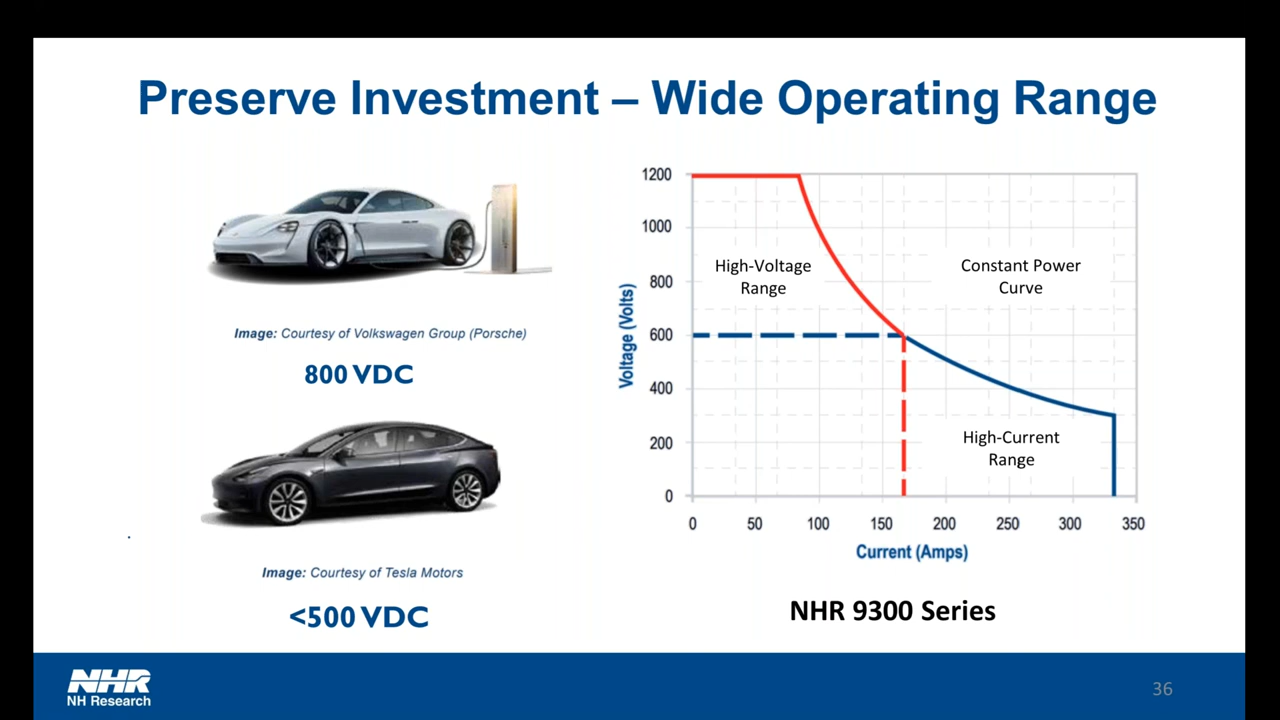 Preserve Investment – Wide Operating Range
Image: Courtesy of Volkswagen Group (Porsche)
800 VDC
Image: Courtesy of Tesla Motors
<500 VDC
Voltage (Volts)
1200
1000
800
600
400
200
0
High-Voltage
Range
Constant Power
Curve
High-Current
Range
0 50 100 150 200 250 300 350
Current (Amps)
NHR 9300 Series
NHR
NH Research
36